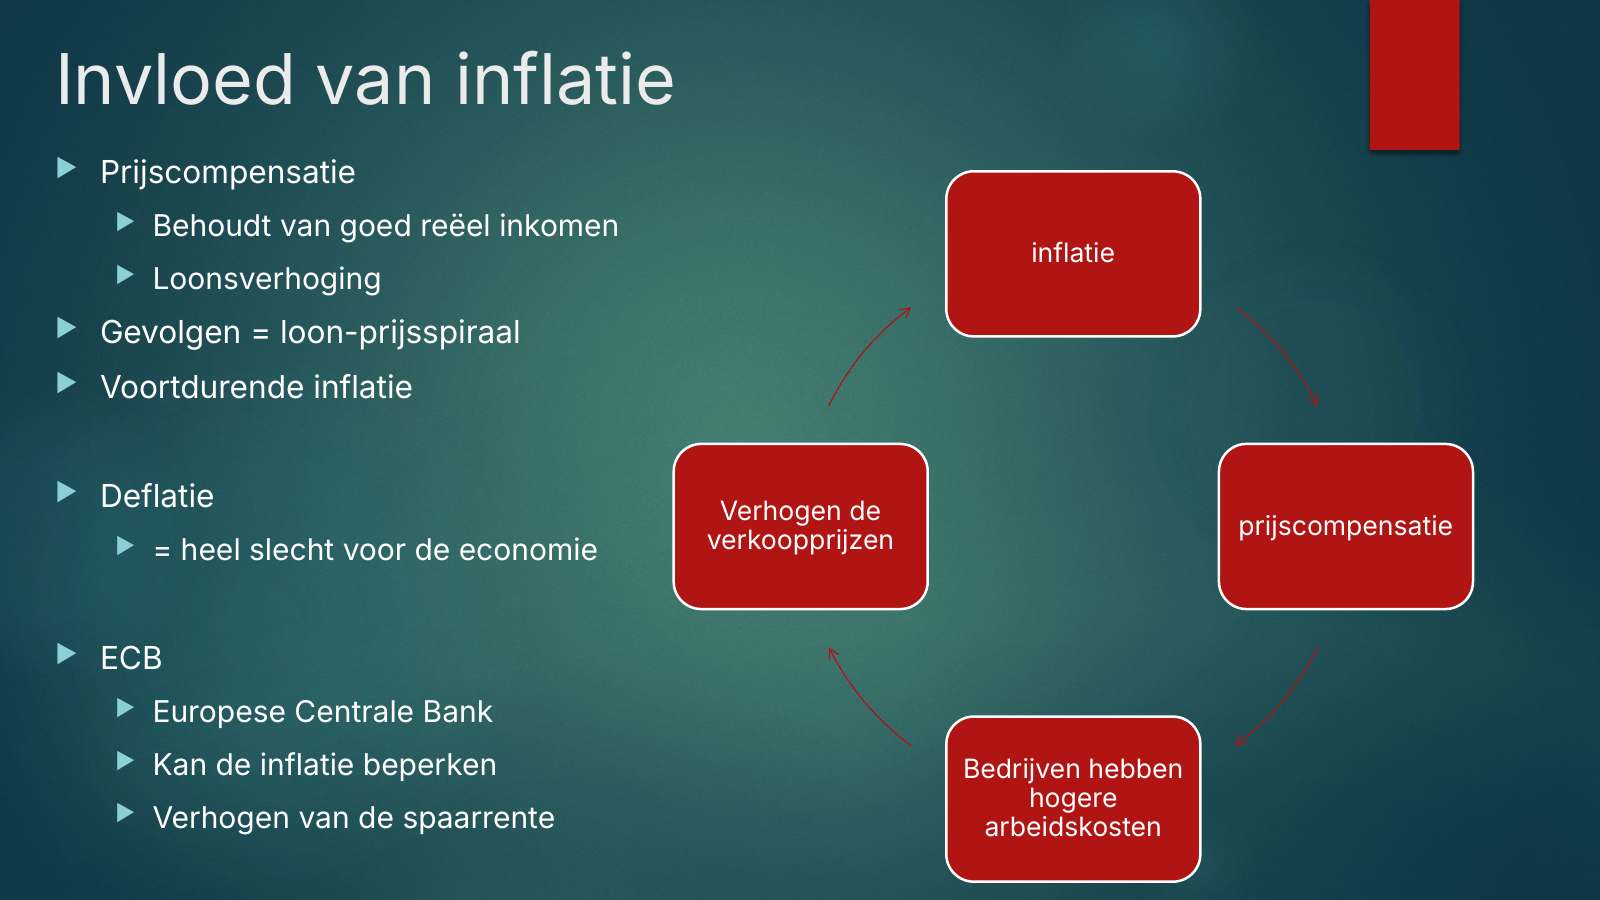 Invloed van inflatie
Prijscompensatie
Behoudt van goed reëel inkomen
Loonsverhoging
Gevolgen = loon-prijsspiraal
Voortdurende inflatie
Deflatie
= heel slecht voor de economie
ECB
Europese Centrale Bank
Kan de inflatie beperken
Verhogen van de spaarrente
inflatie
prijscompensatie
Bedrijven hebben
hogere
arbeidskosten
Verhogen de
verkoopprijzen